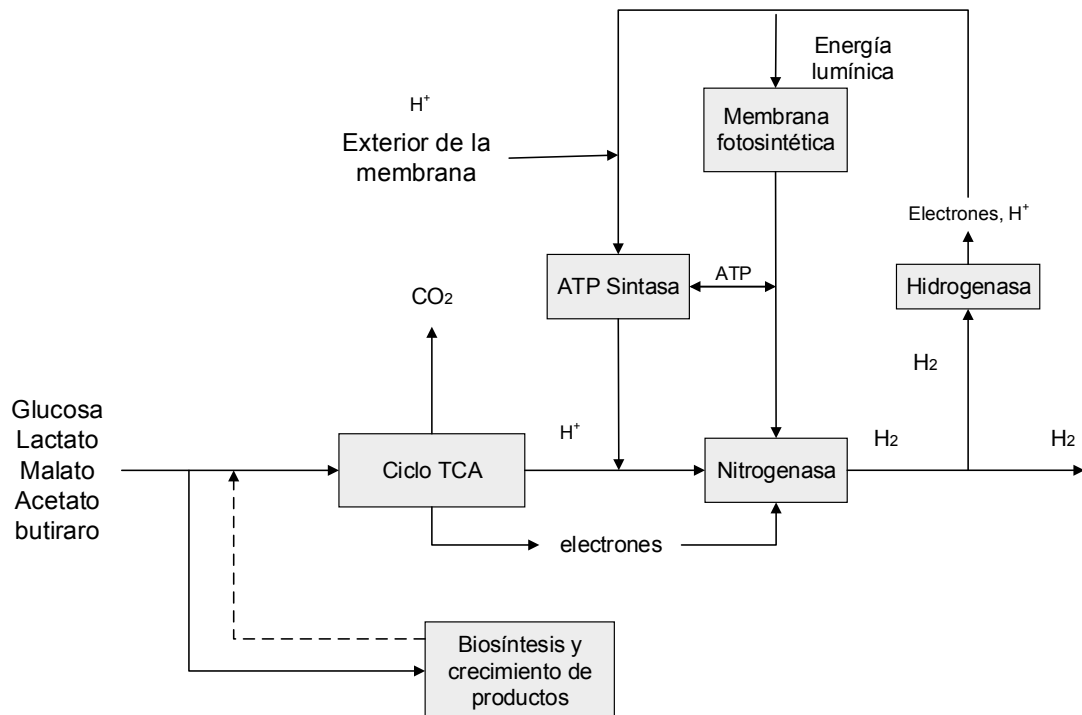 Energía
lumínica
H⁺
Exterior de la
membrana
Membrana
fotosintética
Electrones, H⁺
ATP Sintasa
ATP
Hidrogenasa
CO₂
H₂
Glucosa
Lactato
Malato
Acetato
butiraro
Ciclo TCA
H⁺
Nitrogenasa
H₂
H₂
electrones
Biosíntesis y
crecimiento de
productos